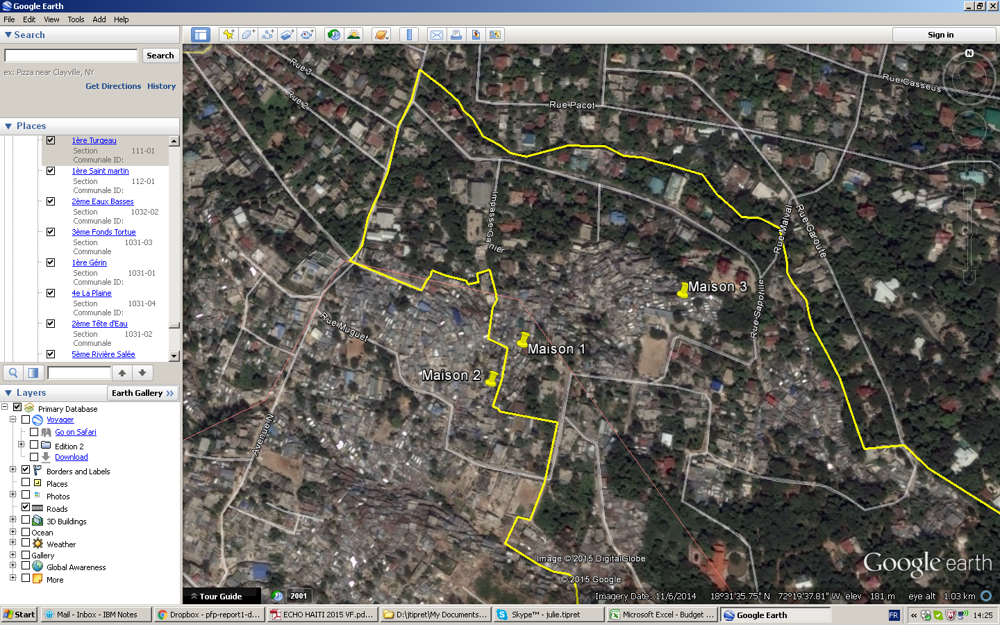 Google Earth
File Edit View Tools Add Help
Search
Search
ex: Pizza near Clayville, NY
Get Directions History
Places
1ère Turgeau
Section 111-01
Communale ID:
1ère Saint martin
Section 112-01
Communale ID:
2ème Eaux Basses
Section 1032-02
Communale ID:
3ème Fonds Tortue
Section 1031-03
Communale
1ère Gérin
Section 1031-01
Communale ID:
4e La Plaine
Section 1031-04
Communale ID:
2ème Tête d'Eau
Section 1031-02
Communale
5ème Rivière Salée
Layers
Earth Gallery >>
Primary Database
Voyager
Go on Safari
Edition 2
Download
Borders and Labels
Places
Photos
Roads
3D Buildings
Ocean
Weather
Gallery
Global Awareness
More
Sign in
N
Rue 3
Rue 2
Rue Pacot
Rue Casseus
Impasse Garnier
Rue Malval
Rue Garoute
Maison 3
Rue Sapotille
Rue Muguet
Maison 1
Maison 2
Avenue N
Image © 2015 DigitalGlobe
© 2015 Google
Google earth
Tour Guide
2001
Imagery Date: 11/6/2014 18°31'35.75" N 72°19'37.81" W elev 181 m eye alt 1.03 km
Start
Mail - Inbox - IBM Notes
Dropbox - pfp-report1-d...
ECHO HAITI 2015 VF.pd...
D:\jtipret\My Documents...
Skype™ - julie.tipret
Microsoft Excel - Budget ...
Google Earth
FR
«
14:25